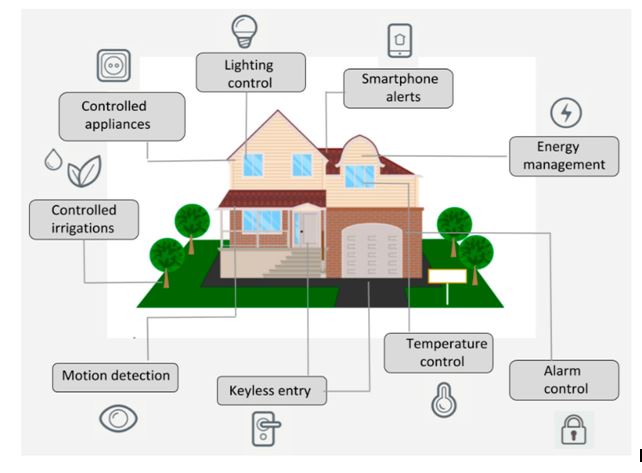 Lighting
control
Smartphone
alerts
Controlled
appliances
Energy
management
Controlled
irrigations
Temperature
control
Motion detection
Keyless entry
Alarm
control